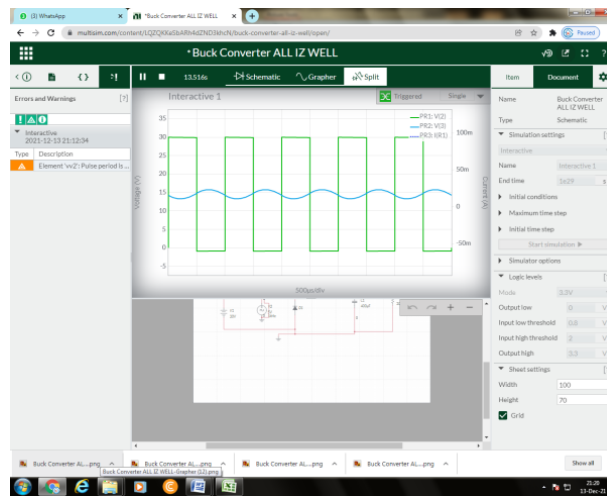 (1) WhatsApp
*Buck Converter ALL IZ WELL
multisim.com/content/
/buck-converter-all-iz-well/open/
Paused
*Buck Converter ALL IZ WELL
13.516s
Schematic
Grapher
Split
Item
Document
Errors and Warnings
Interactive
2021-12-13 21:12:34
Type Description
Element 'vv2': Pulse period is ...
Interactive 1
Triggered
Single
PR1: V(2)
PR2: V(3)
35
30
25
20
15
10
5
0
-5
Voltage (V)
100m
50m
0
-50m
Current (A)
500µs/div
Name
Buck Converter
ALL IZ WELL
Type
Schematic
Simulation settings
Interactive
Name
Interactive 1
End time
s
Initial conditions
Maximum time step
Initial time step
Start simulation
Simulator options
Logic levels
Mode
3.3V
Output low
0 V
Input low threshold
0.8 V
Input high threshold
2 V
Output high
3.3 V
Sheet settings
Width
100
Height
70
Grid
Buck Converter AL....png
Buck Converter AL....png
Buck Converter AL....png
Buck Converter AL....png
Show all
Buck Converter ALL IZ WELL-Grapher (12).png
21:20
13-Dec-21